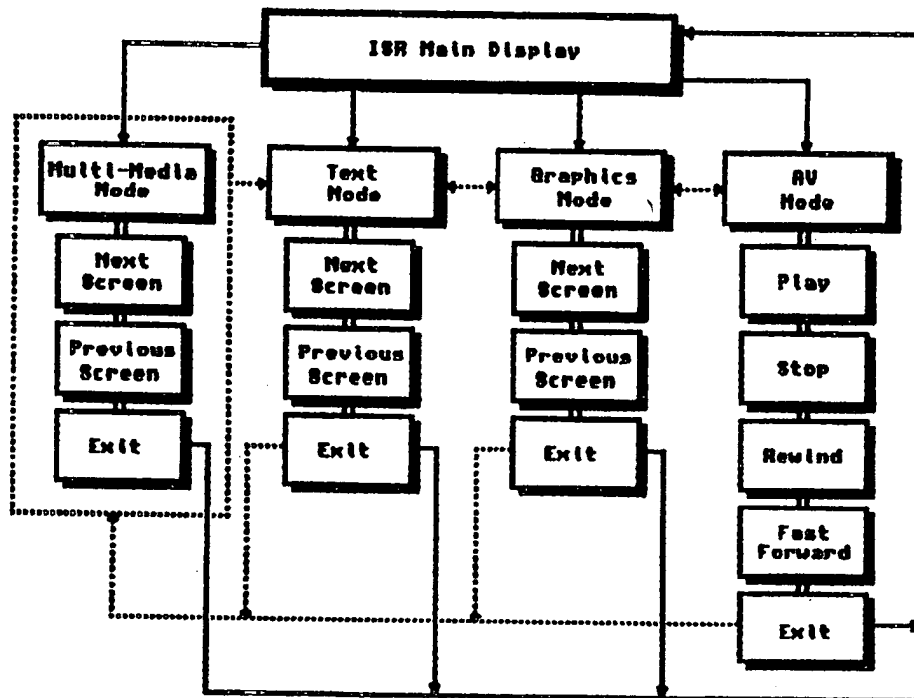 ISR Main Display
Multi-Media
Mode
Next
Screen
Previous
Screen
Exit
Text
Mode
Next
Screen
Previous
Screen
Exit
Graphics
Mode
Next
Screen
Previous
Screen
Exit
AV
Mode
Play
Stop
Rewind
Fast
Forward
Exit